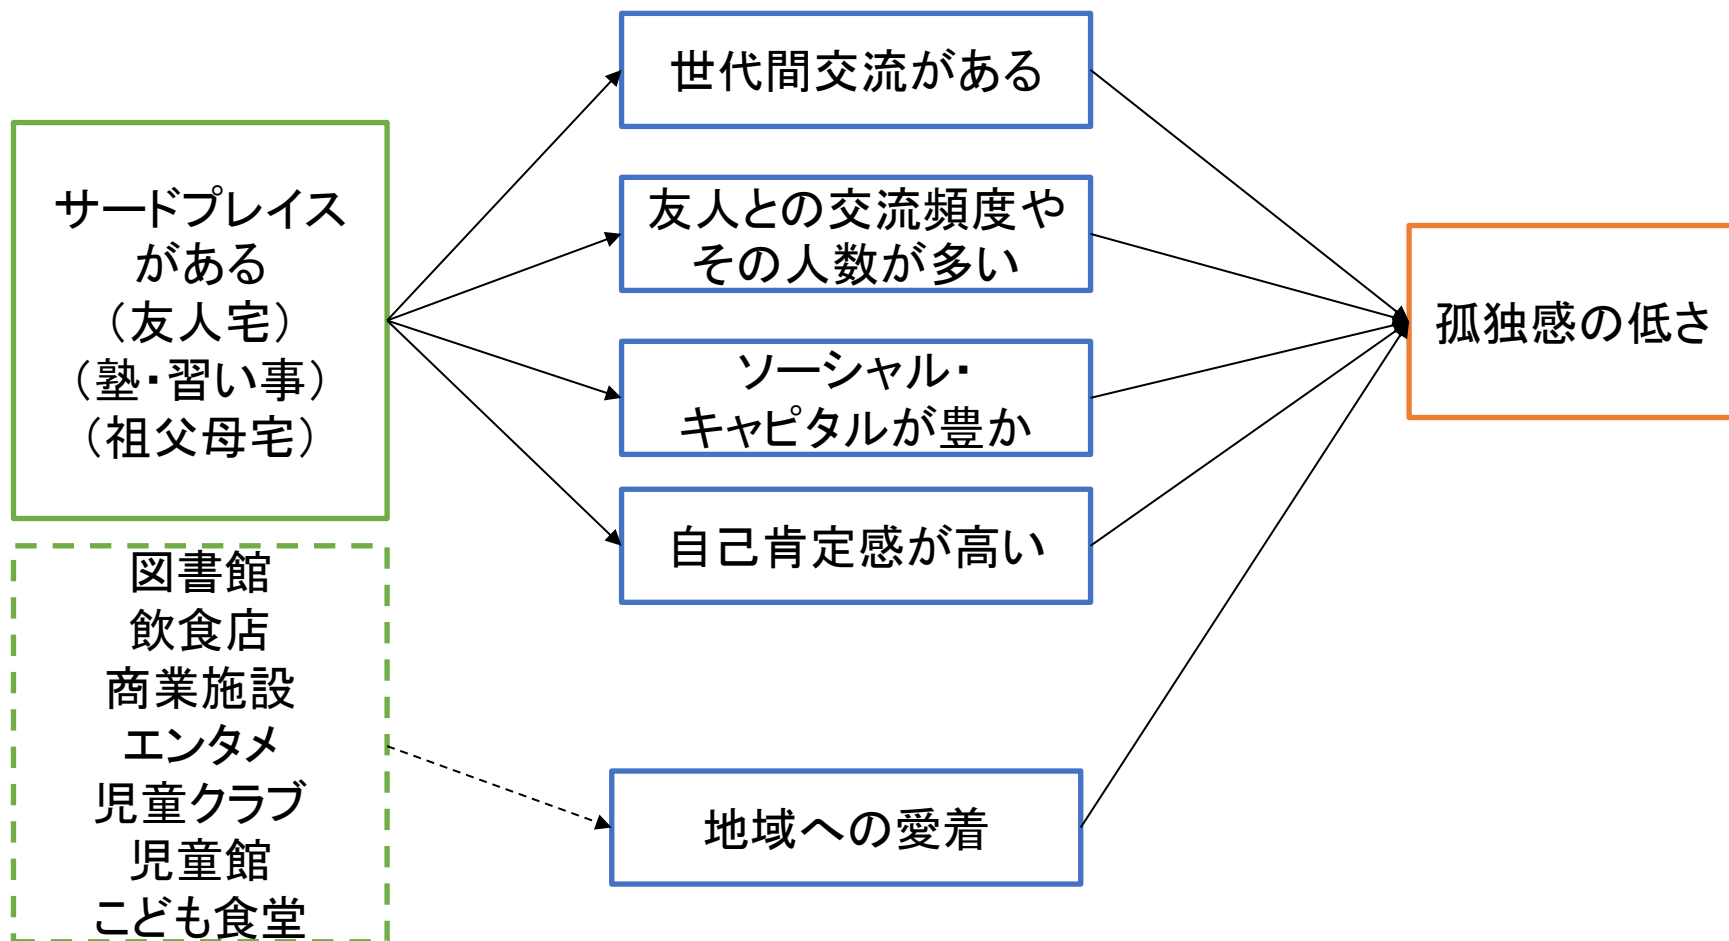 サードプレイス
がある
（友人宅）
（塾・習い事）
（祖父母宅）
図書館
飲食店
商業施設
エンタメ
児童クラブ
児童館
こども食堂
世代間交流がある
友人との交流頻度や
その人数が多い
ソーシャル・
キャピタルが豊か
自己肯定感が高い
地域への愛着
孤独感の低さ